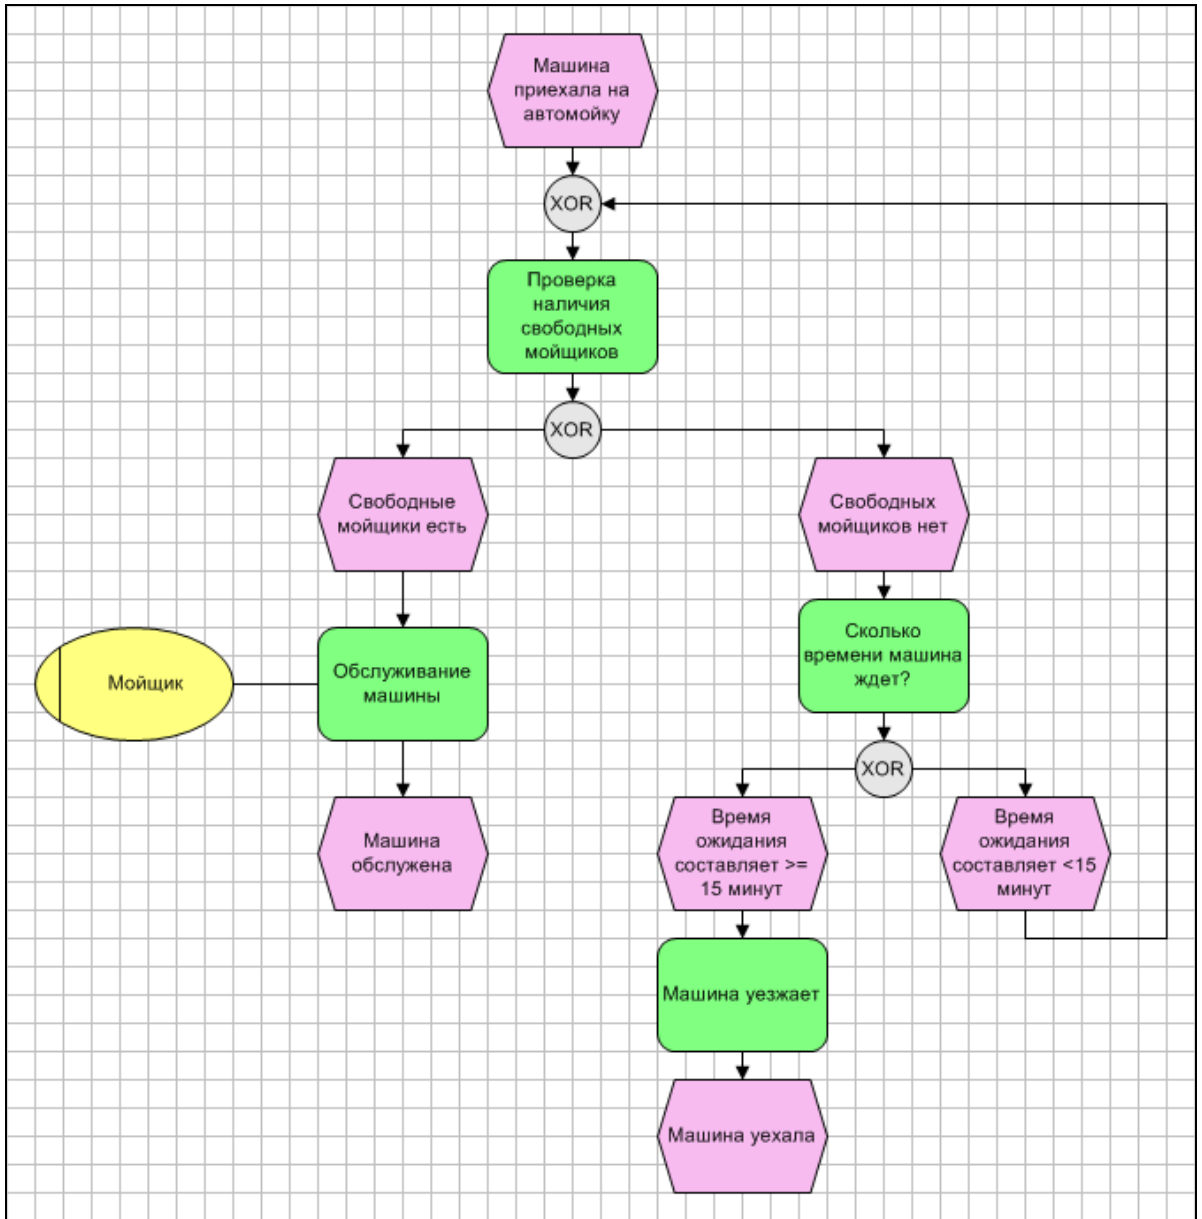 Машина
приехала на
автомойку
XOR
Проверка
наличия
свободных
мойщиков
XOR
Свободные
мойщики есть
Свободных
мойщиков нет
Мойщик
Обслуживание
машины
Сколько
времени машина
ждет?
XOR
Машина
обслужена
Время
ожидания
составляет >=
15 минут
Время
ожидания
составляет <15
минут
Машина уезжает
Машина уехала